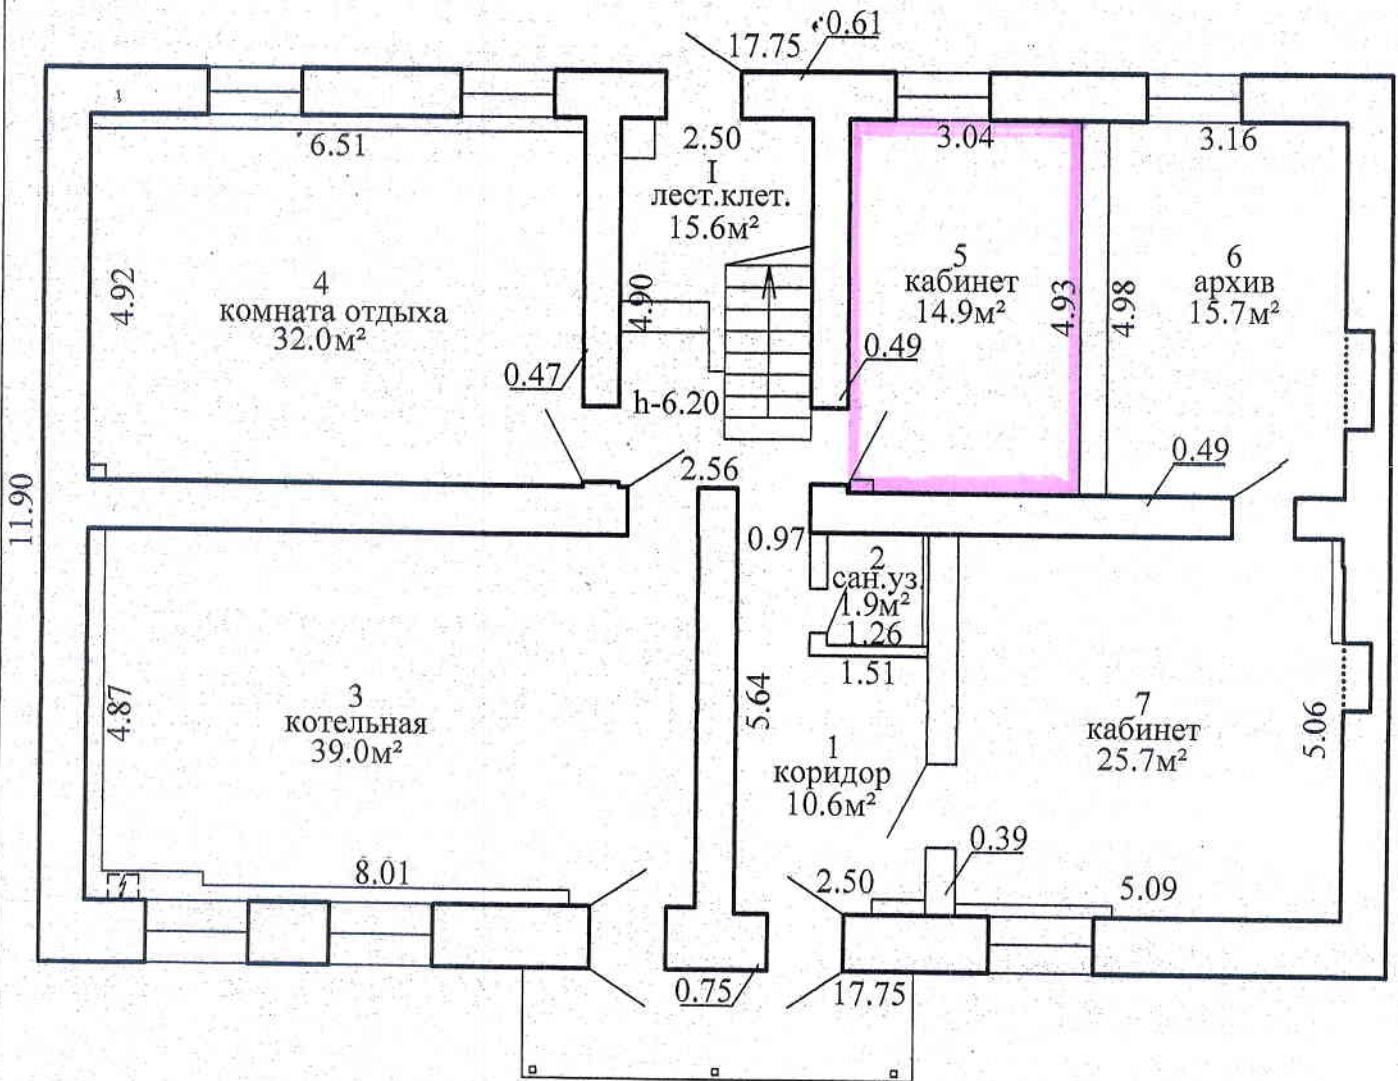 17.75
0.61
6.51
2.50
3.04
3.16
I
лест.клет.
15.6м²
4
комната отдыха
32.0м²
4.92
4.90
5
кабинет
14.9м²
4.93
4.98
6
архив
15.7м²
0.47
h-6.20
0.49
0.49
2.56
11.90
0.97
2
сан.уз.
1.9м²
1.26
1.51
3
котельная
39.0м²
4.87
5.64
1
коридор
10.6м²
7
кабинет
25.7м²
5.06
8.01
2.50
0.39
5.09
0.75
17.75